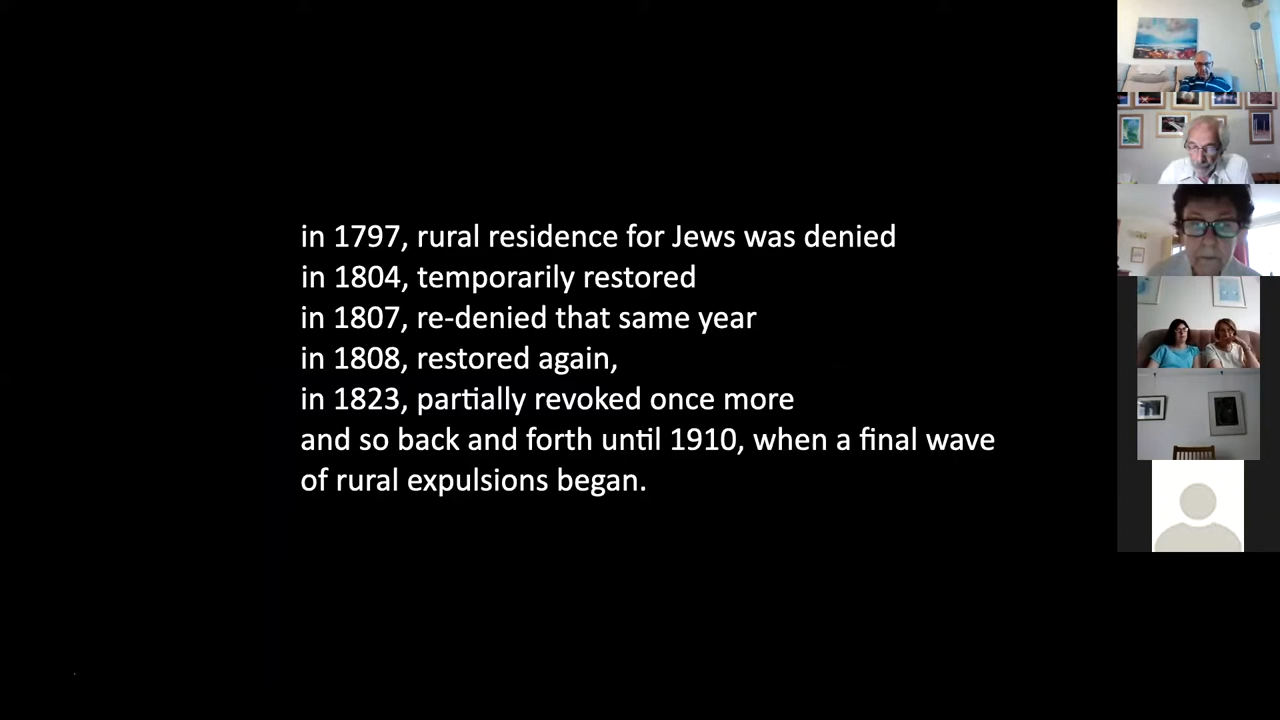 in 1797, rural residence for Jews was denied
in 1804, temporarily restored
in 1807, re-denied that same year
in 1808, restored again,
in 1823, partially revoked once more
and so back and forth until 1910, when a final wave
of rural expulsions began.